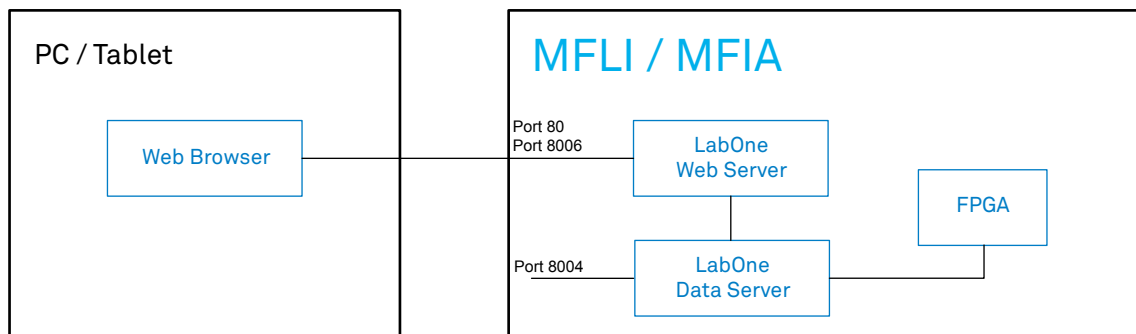 PC / Tablet
MFLI / MFIA
Web Browser
Port 80
Port 8006
LabOne
Web Server
FPGA
Port 8004
LabOne
Data Server